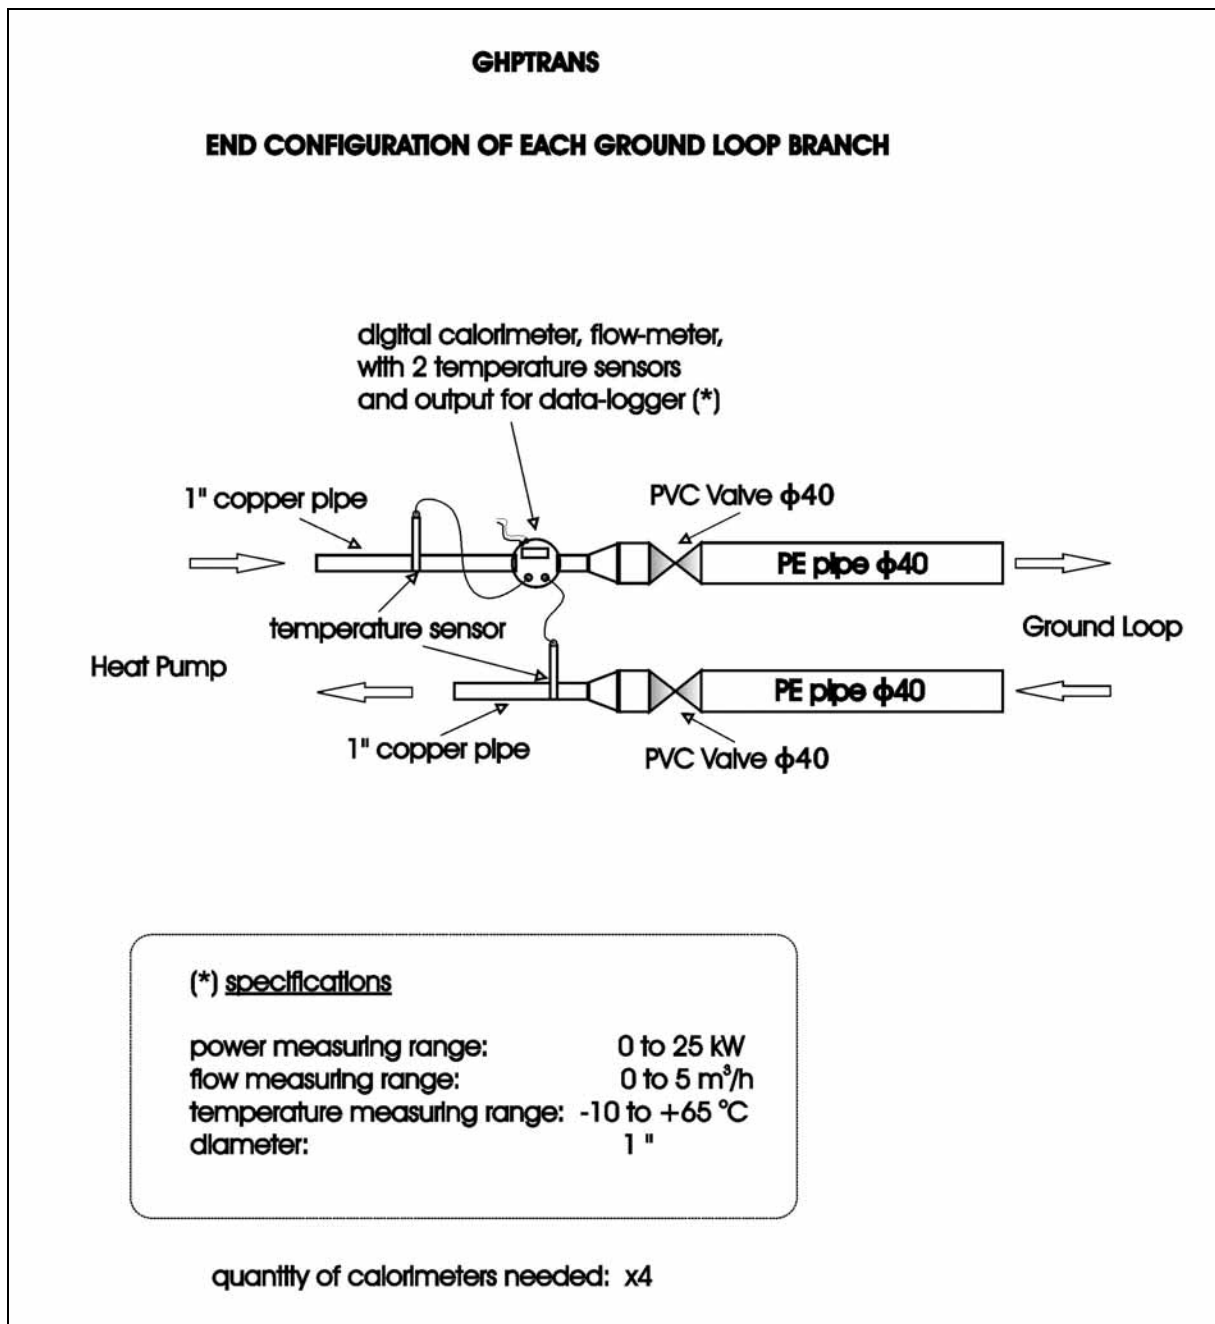 GHPTRANS
END CONFIGURATION OF EACH GROUND LOOP BRANCH
digital calorimeter, flow-meter,
with 2 temperature sensors
and output for data-logger (*)
1" copper pipe
PVC Valve ϕ40
PE pipe ϕ40
temperature sensor
Ground Loop
Heat Pump
PE pipe ϕ40
1" copper pipe
PVC Valve ϕ40
(*) specifications
power measuring range: 0 to 25 kW
flow measuring range: 0 to 5 m³/h
temperature measuring range: -10 to +65 °C
diameter: 1 "
quantity of calorimeters needed: x4